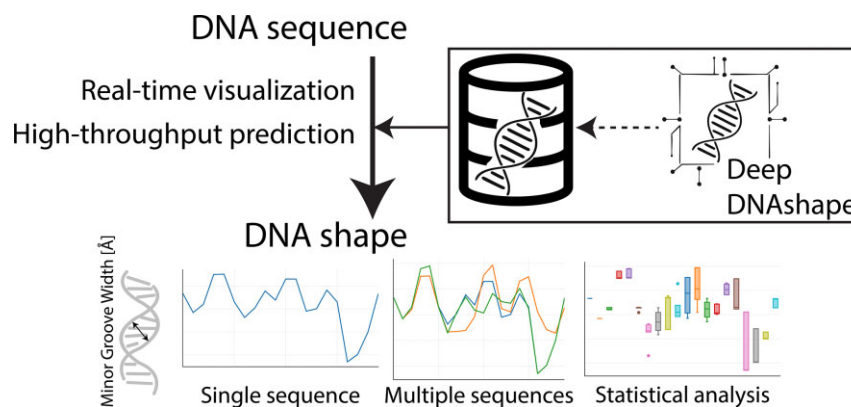 DNA sequence
Real-time visualization
High-throughput prediction
Deep
DNAshape
DNA shape
Minor Groove Width [Å]
Single sequence
Multiple sequences
Statistical analysis